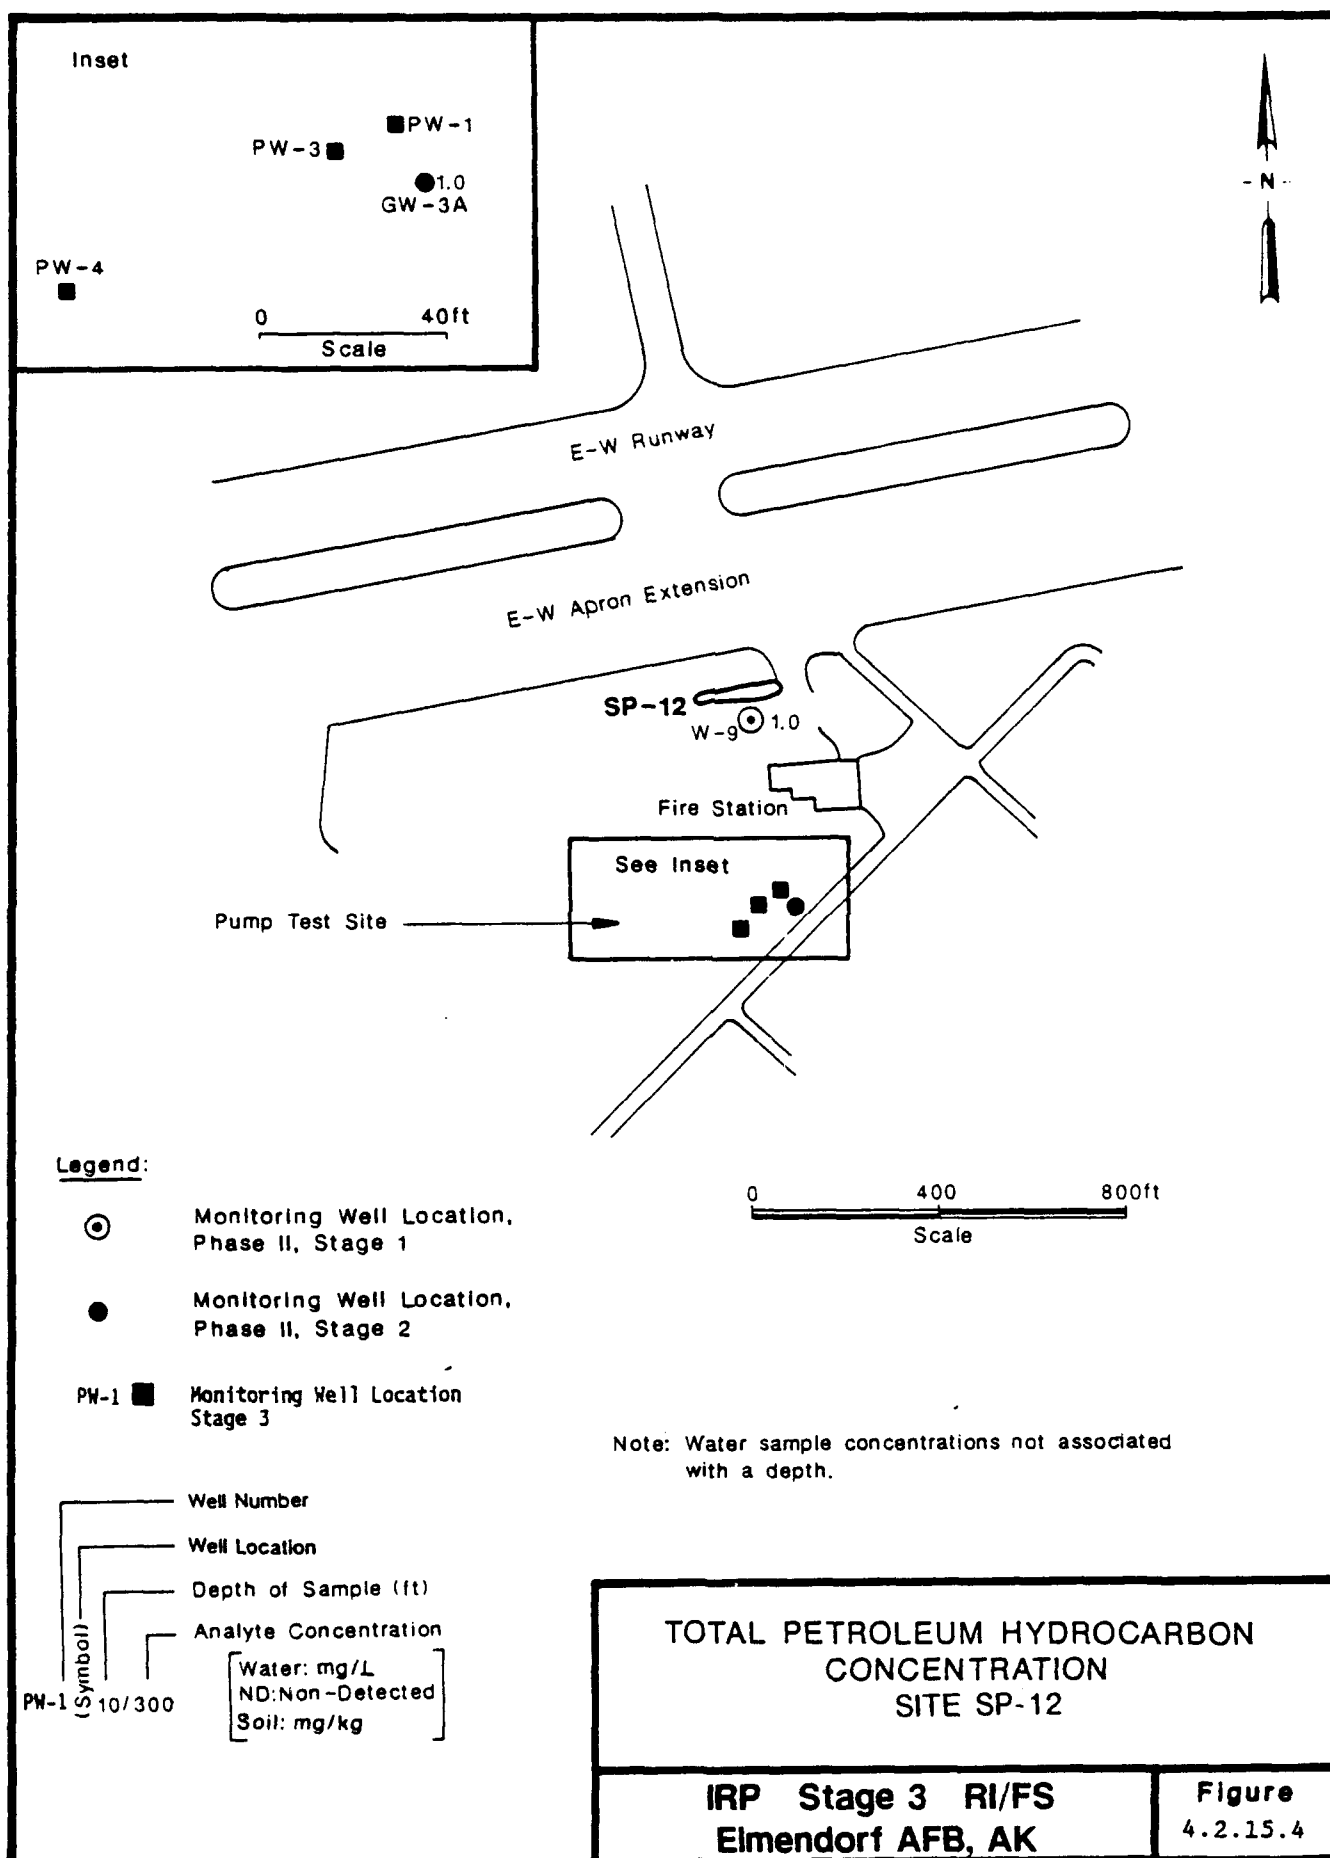 Inset
PW-1
PW-3
1.0
GW-3A
PW-4
0 40ft
Scale
- N -
E-W Runway
E-W Apron Extension
SP-12
W-9 1.0
Fire Station
See Inset
Pump Test Site
Legend:
Monitoring Well Location,
Phase II, Stage 1
Monitoring Well Location,
Phase II, Stage 2
PW-1 Monitoring Well Location
Stage 3
0 400 800ft
Scale
Note: Water sample concentrations not associated
with a depth.
Well Number
Well Location
Depth of Sample (ft)
Analyte Concentration
Water: mg/L
ND:Non-Detected
Soil: mg/kg
PW-1 (Symbol) 10/300
TOTAL PETROLEUM HYDROCARBON
CONCENTRATION
SITE SP-12
IRP Stage 3 RI/FS
Elmendorf AFB, AK
Figure
4.2.15.4